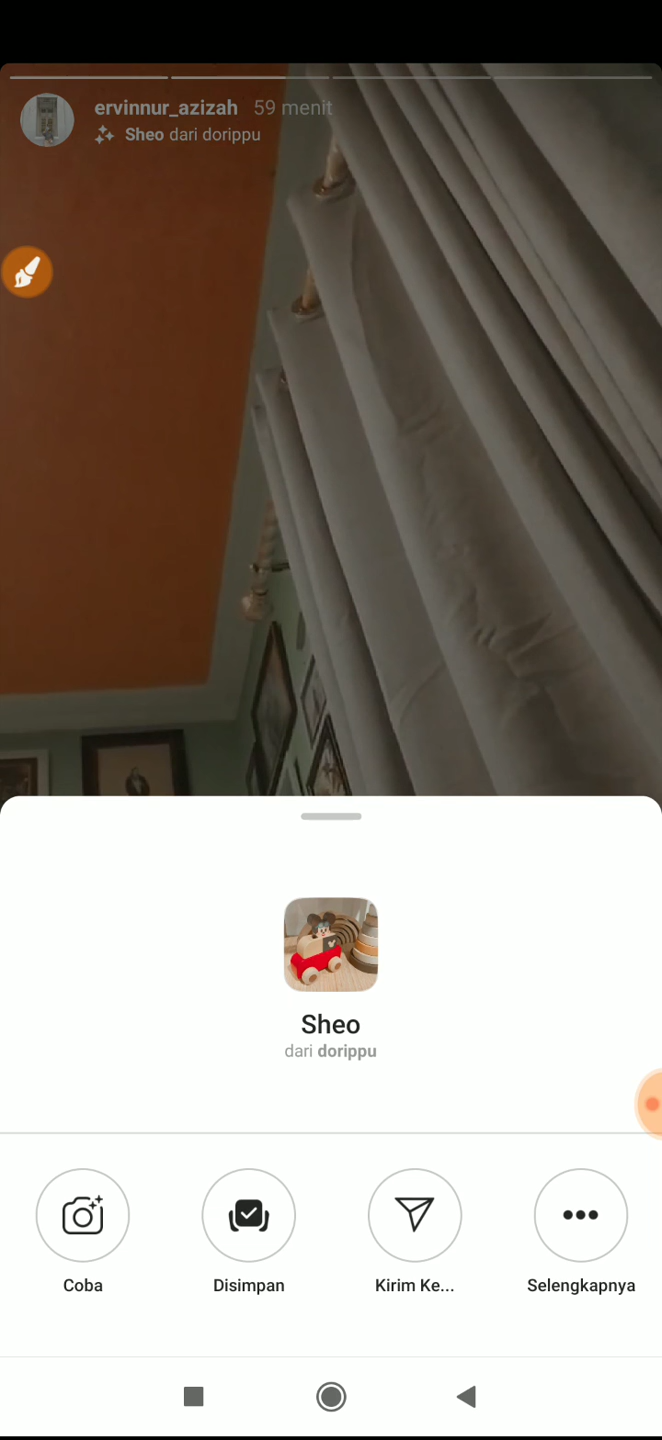 ervinnur_azizah 59 menit
Sheo dari dorippu
Sheo
dari dorippu
Coba
Disimpan
Kirim Ke...
Selengkapnya